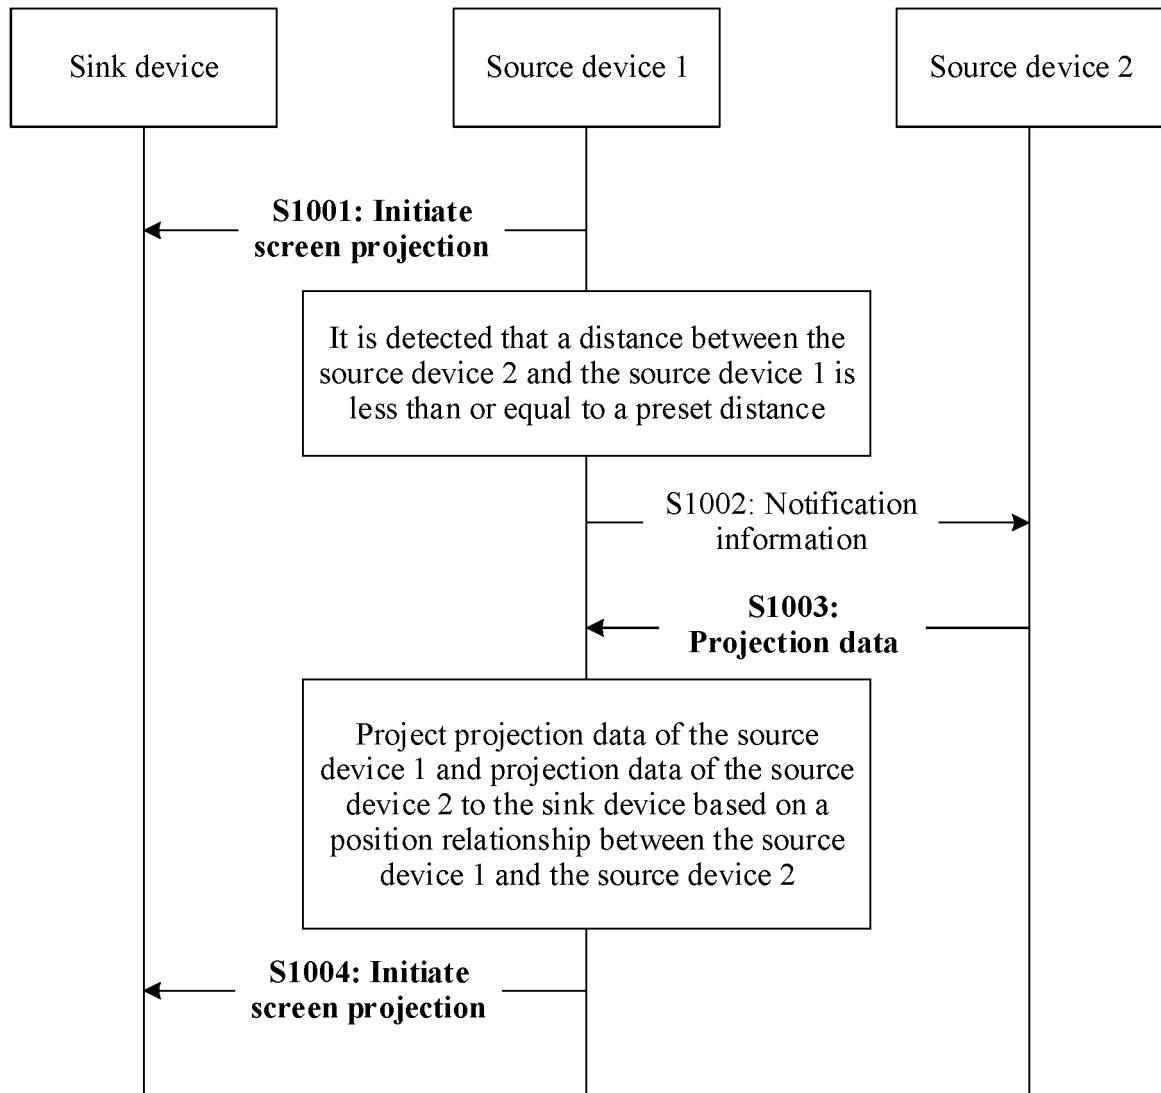 Sink device
Source device 1
Source device 2
S1001: Initiate
screen projection
It is detected that a distance between the
source device 2 and the source device 1 is
less than or equal to a preset distance
S1002: Notification
information
S1003:
Projection data
Project projection data of the source
device 1 and projection data of the source
device 2 to the sink device based on a
position relationship between the source
device 1 and the source device 2
S1004: Initiate
screen projection